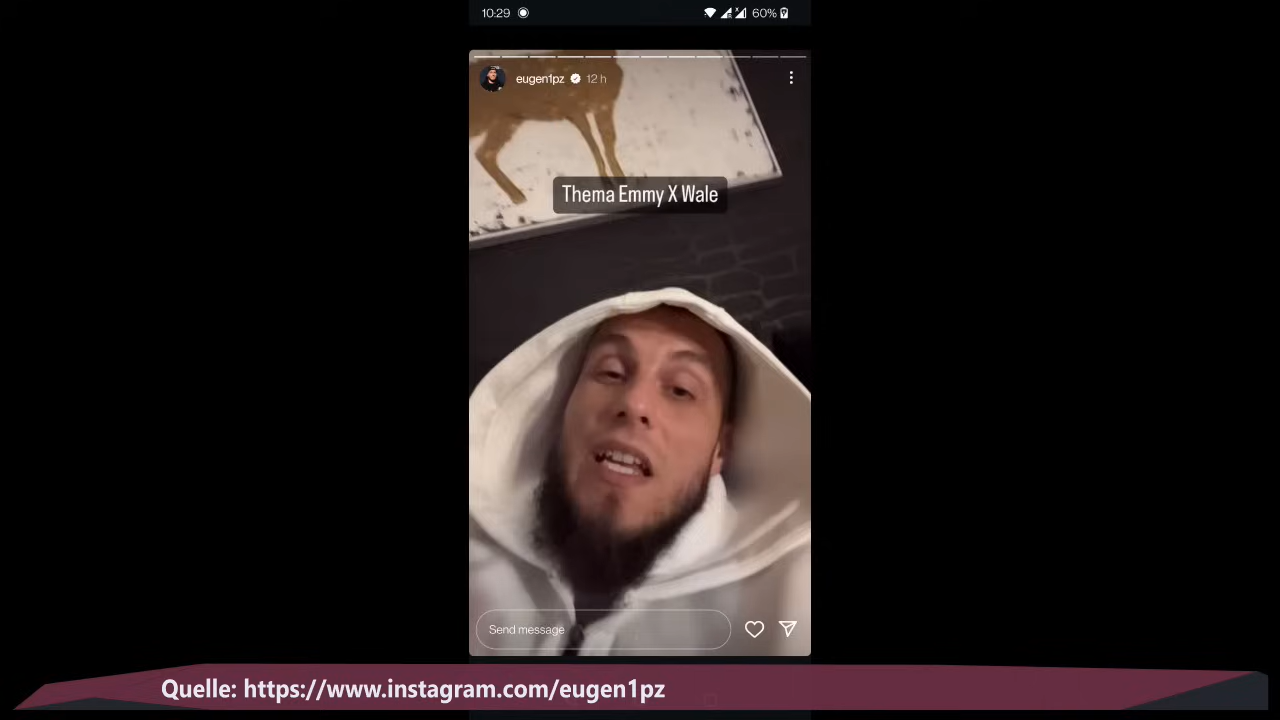 10:29
60%
eugen1pz 12 h
Thema Emmy X Wale
Send message
Quelle: https://www.instagram.com/eugen1pz